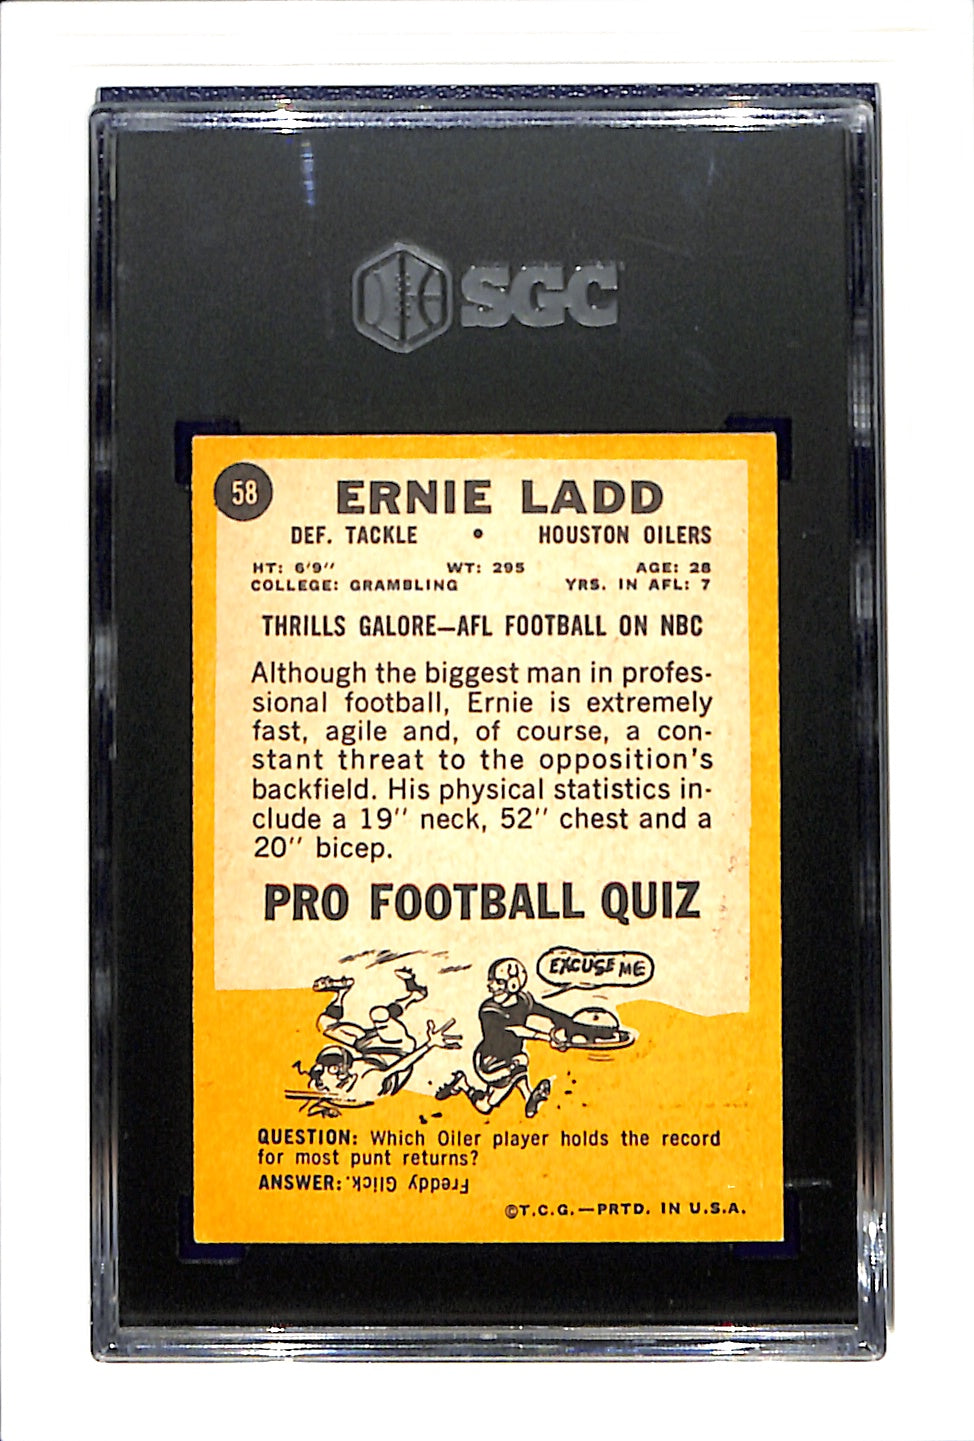 SGC
58
ERNIE LADD
DEF. TACKLE • HOUSTON OILERS
HT: 6'9" WT: 295 AGE: 28
COLLEGE: GRAMBLING YRS. IN AFL: 7
THRILLS GALORE—AFL FOOTBALL ON NBC
Although the biggest man in profes-
sional football, Ernie is extremely
fast, agile and, of course, a con-
stant threat to the opposition's
backfield. His physical statistics in-
clude a 19" neck, 52" chest and a
20" bicep.
PRO FOOTBALL QUIZ
EXCUSE ME
QUESTION: Which Oiler player holds the record
for most punt returns?
ANSWER: Freddy Glick.
©T.C.G.—PRTD. IN U.S.A.